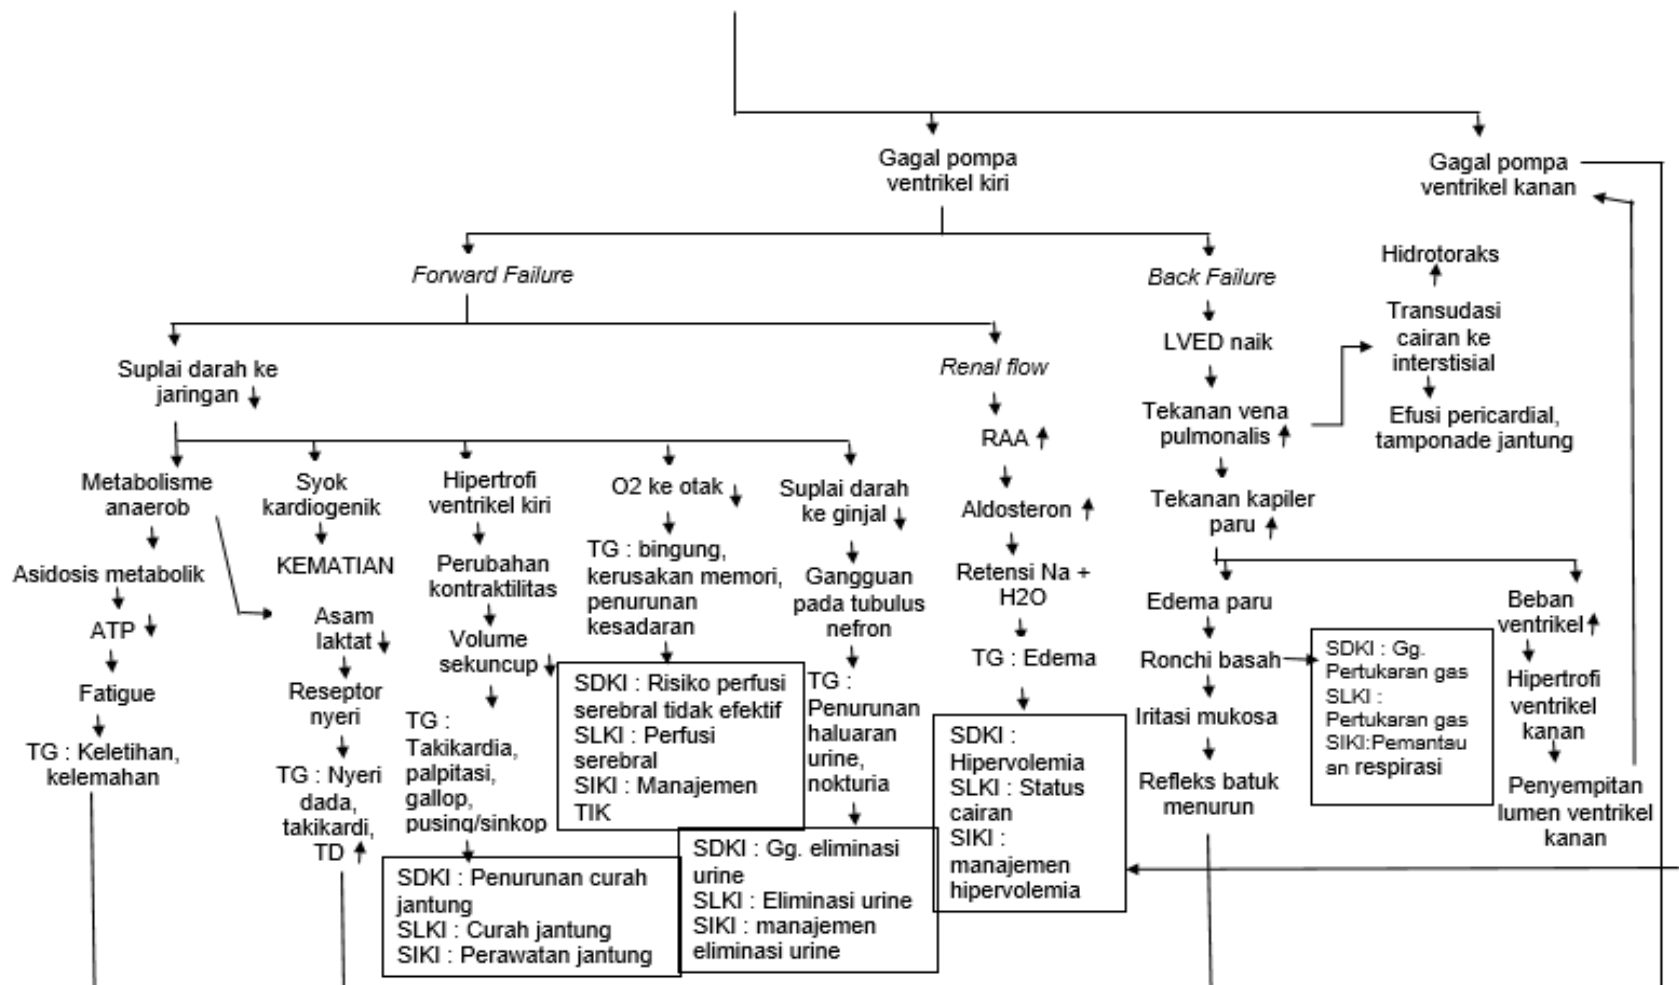 Gagal pompa
ventrikel kiri
Gagal pompa
ventrikel kanan
Forward Failure
Back Failure
Hidrotoraks
Transudasi
cairan ke
interstisial
Efusi pericardial,
tamponade jantung
Suplai darah ke
jaringan ↓
Renal flow
LVED naik
Tekanan vena
pulmonalis ↑
RAA ↑
Metabolisme
anaerob
Syok
kardiogenik
Hipertrofi
ventrikel kiri
O2 ke otak ↓
Suplai darah
ke ginjal ↓
Aldosteron ↑
Tekanan kapiler
paru ↑
Asidosis metabolik
ATP ↓
Fatigue
TG : Keletihan,
kelemahan
KEMATIAN
Asam
laktat ↓
Reseptor
nyeri
TG : Nyeri
dada,
takikardi,
TD ↑
Perubahan
kontraktilitas
Volume
sekuncup ↓
TG :
Takikardia,
palpitasi,
gallop,
pusing/sinkop
SDKI : Penurunan curah
jantung
SLKI : Curah jantung
SIKI : Perawatan jantung
TG : bingung,
kerusakan memori,
penurunan
kesadaran
SDKI : Risiko perfusi
serebral tidak efektif
SLKI : Perfusi
serebral
SIKI : Manajemen
TIK
Gangguan
pada tubulus
nefron
TG :
Penurunan
haluaran
urine,
nokturia
SDKI : Gg. eliminasi
urine
SLKI : Eliminasi urine
SIKI : manajemen
eliminasi urine
Retensi Na +
H2O
TG : Edema
SDKI :
Hipervolemia
SLKI : Status
cairan
SIKI :
manajemen
hipervolemia
Edema paru
Ronchi basah
Iritasi mukosa
Refleks batuk
menurun
SDKI : Gg.
Pertukaran gas
SLKI :
Pertukaran gas
SIKI:Pemantau
an respirasi
Beban
ventrikel ↑
Hipertrofi
ventrikel
kanan
Penyempitan
lumen ventrikel
kanan